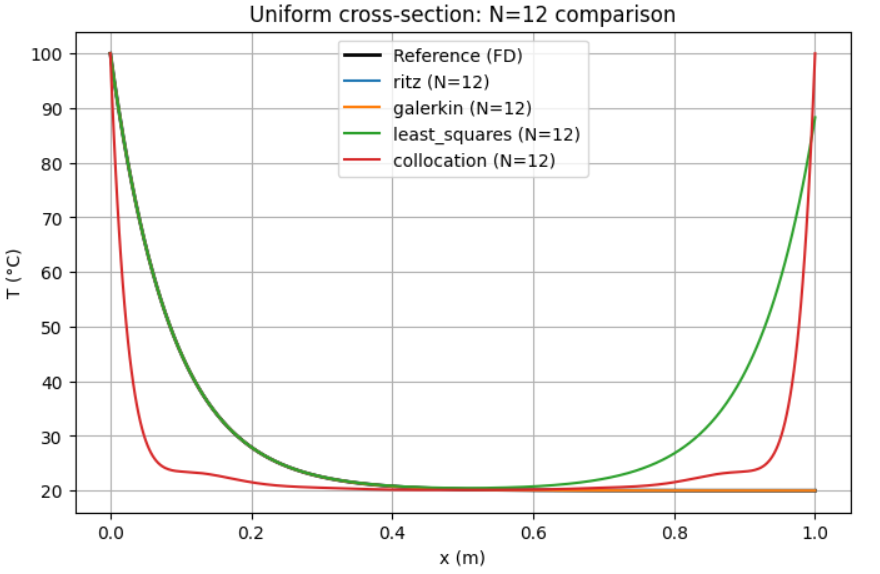 Uniform cross-section: N=12 comparison
Reference (FD)
ritz (N=12)
galerkin (N=12)
least_squares (N=12)
collocation (N=12)
T (°C)
100
90
80
70
60
50
40
30
20
0.0 0.2 0.4 0.6 0.8 1.0
x (m)